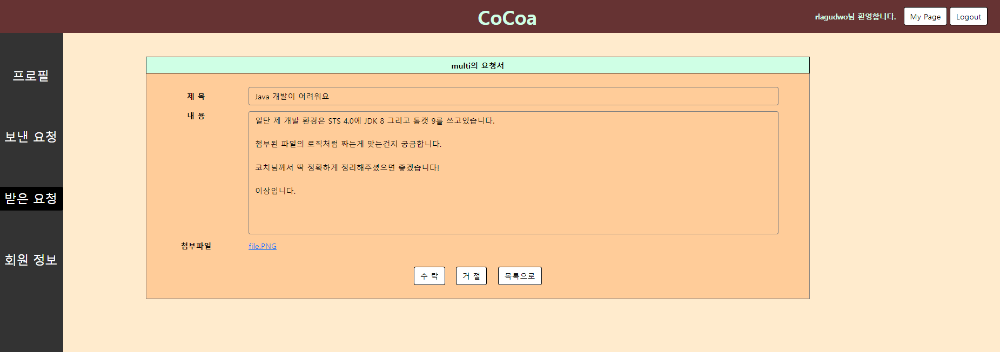 CoCoa
rlagudwo님 환영합니다.
My Page
Logout
프로필
보낸 요청
받은 요청
회원 정보
multi의 요청서
제 목
Java 개발이 어려워요
내 용
일단 제 개발 환경은 STS 4.0에 JDK 8 그리고 톰캣 9를 쓰고있습니다.
첨부된 파일의 로직처럼 짜는게 맞는건지 궁금합니다.
코치님께서 딱 정확하게 정리해주셨으면 좋겠습니다!
이상입니다.
첨부파일
file.PNG
수 락
거 절
목록으로